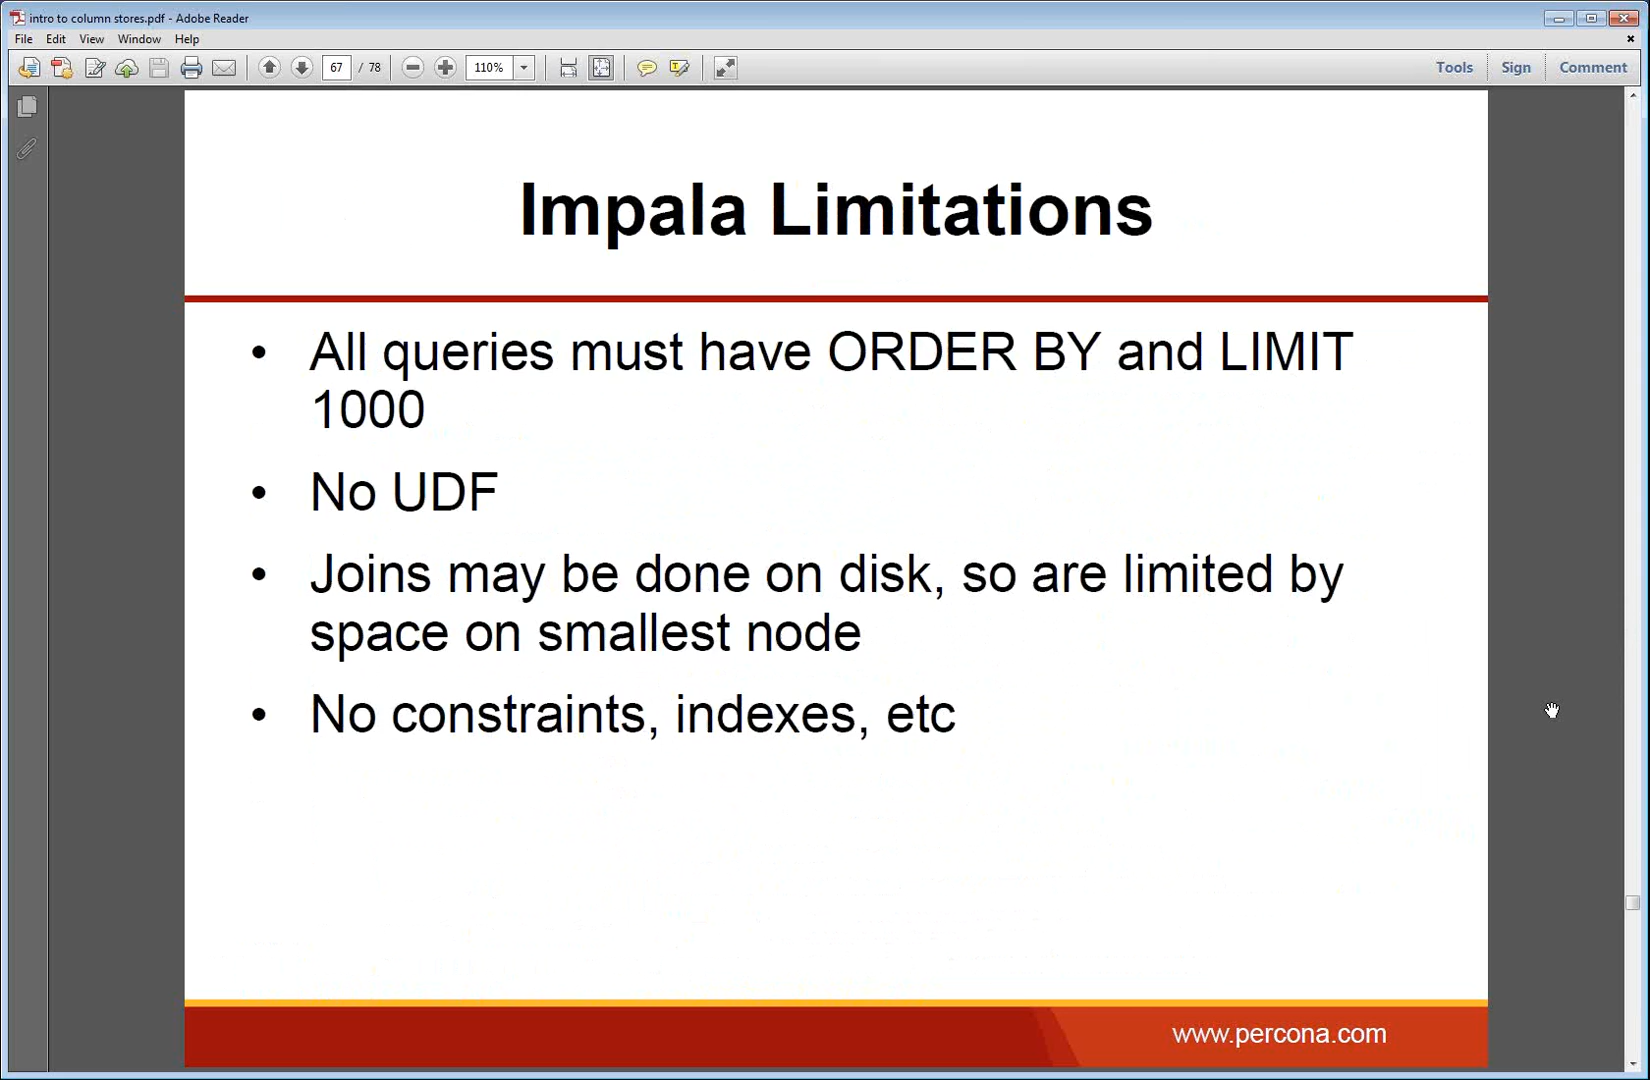 intro to column stores.pdf - Adobe Reader
File Edit View Window Help
67 / 78 110% Tools Sign Comment
Impala Limitations
• All queries must have ORDER BY and LIMIT
1000
• No UDF
• Joins may be done on disk, so are limited by
space on smallest node
• No constraints, indexes, etc
www.percona.com